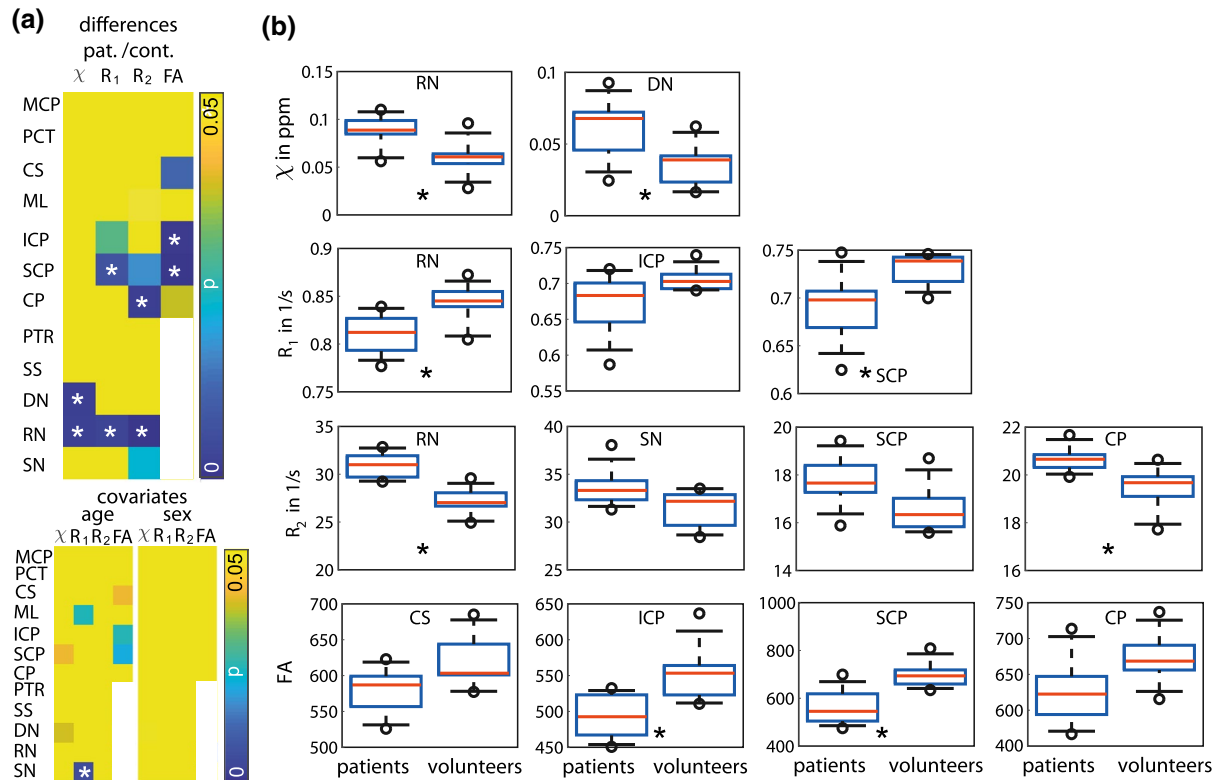 (a)
differences
pat. /cont.
χ R1 R2 FA
MCP
PCT
CS
ML
ICP *
SCP * *
CP *
PTR
SS
DN *
RN * * *
SN
0.05
p
0
covariates
age sex
χ R1 R2 FA χ R1 R2 FA
MCP
PCT
CS
ML
ICP
SCP
CP
PTR
SS
DN
RN
SN *
0.05
p
0
(b)
χ in ppm
0.15
0.1
0.05
0
RN
*
0.1
0.05
0
DN
*
R1 in 1/s
0.9
0.85
0.8
0.75
RN
*
0.75
0.7
0.65
0.6
0.55
ICP
0.75
0.7
0.65
0.6
* SCP
R2 in 1/s
35
30
25
20
RN
*
40
35
30
25
SN
20
18
16
14
SCP
22
20
18
16
CP
*
FA
700
650
600
550
500
CS
650
600
550
500
450
ICP
*
1000
800
600
400
SCP
*
700
650
600
400
CP
patients volunteers
patients volunteers
patients volunteers
patients volunteers